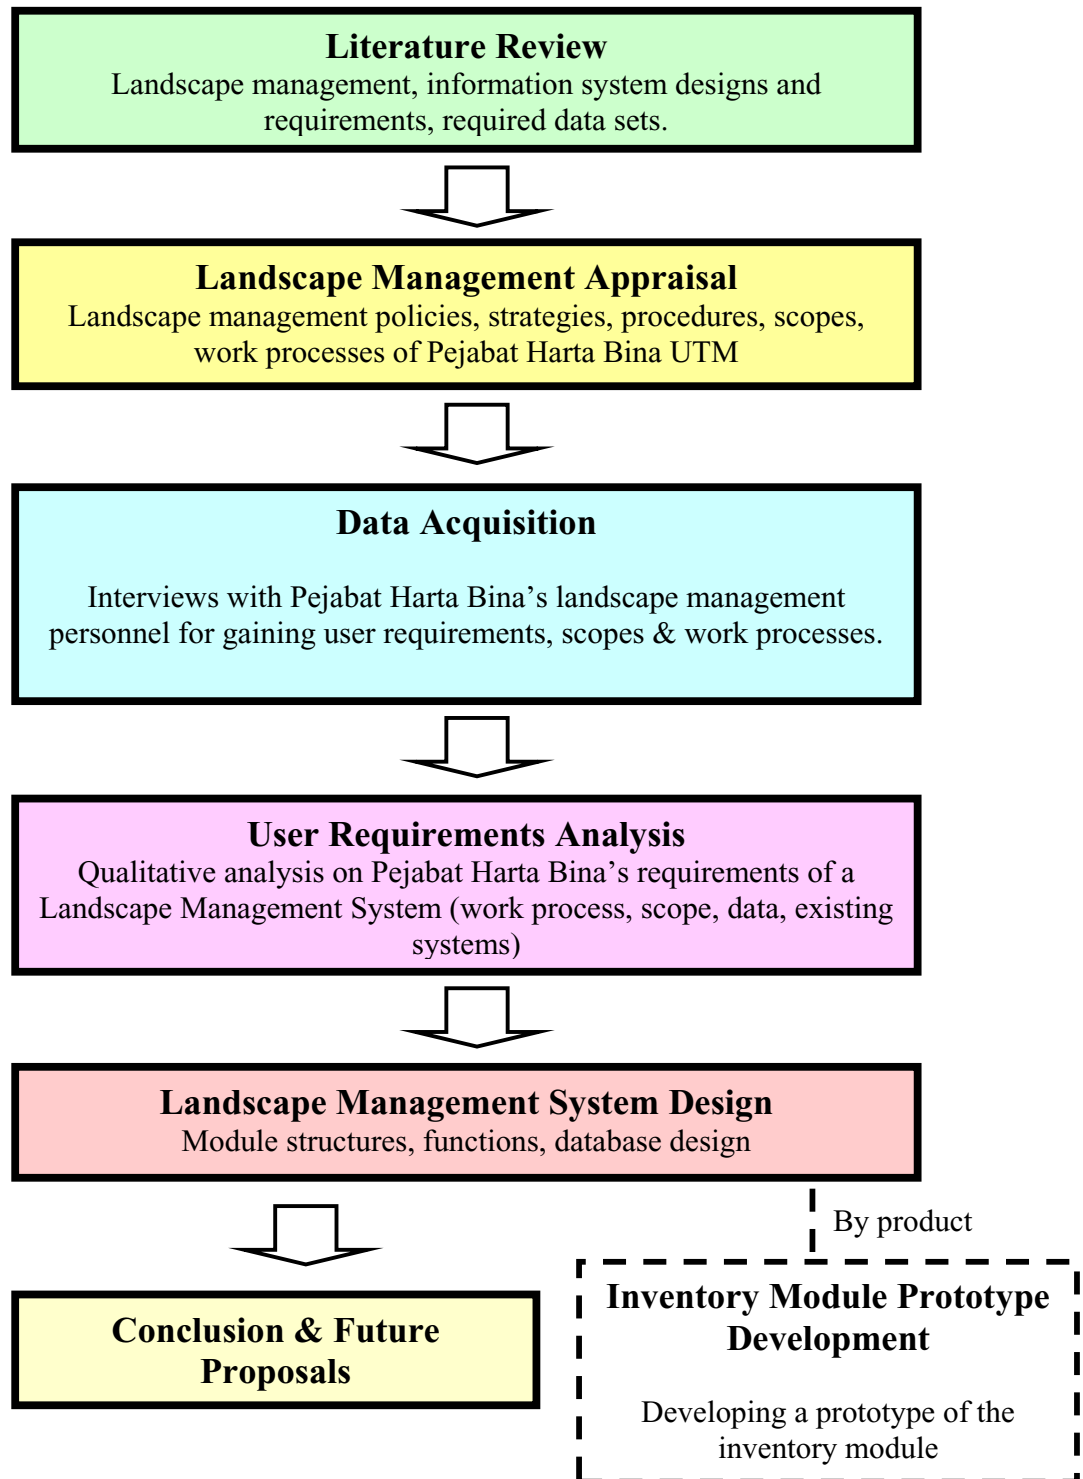 Literature Review
Landscape management, information system designs and
requirements, required data sets.
Landscape Management Appraisal
Landscape management policies, strategies, procedures, scopes,
work processes of Pejabat Harta Bina UTM
Data Acquisition
Interviews with Pejabat Harta Bina’s landscape management
personnel for gaining user requirements, scopes & work processes.
User Requirements Analysis
Qualitative analysis on Pejabat Harta Bina’s requirements of a
Landscape Management System (work process, scope, data, existing
systems)
Landscape Management System Design
Module structures, functions, database design
By product
Conclusion & Future
Proposals
Inventory Module Prototype
Development
Developing a prototype of the
inventory module